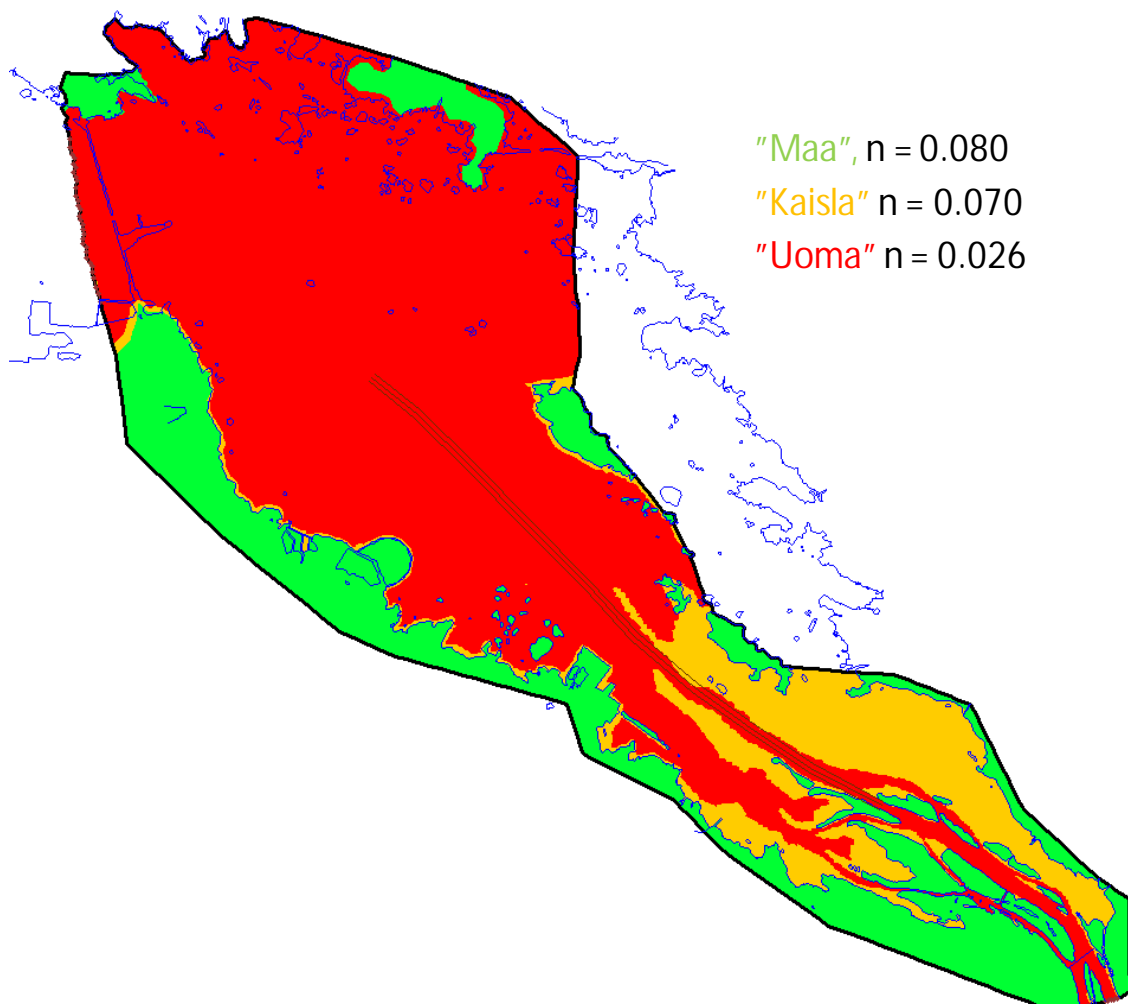 "Maa", n = 0.080
"Kaisla" n = 0.070
"Uoma" n = 0.026